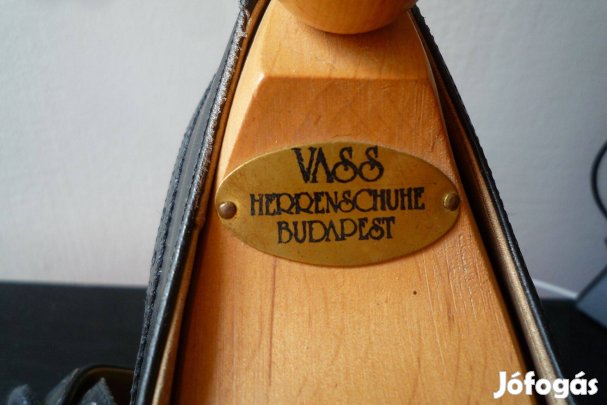 VASS
HERRENSCHUHE
BUDAPEST
Jófogás